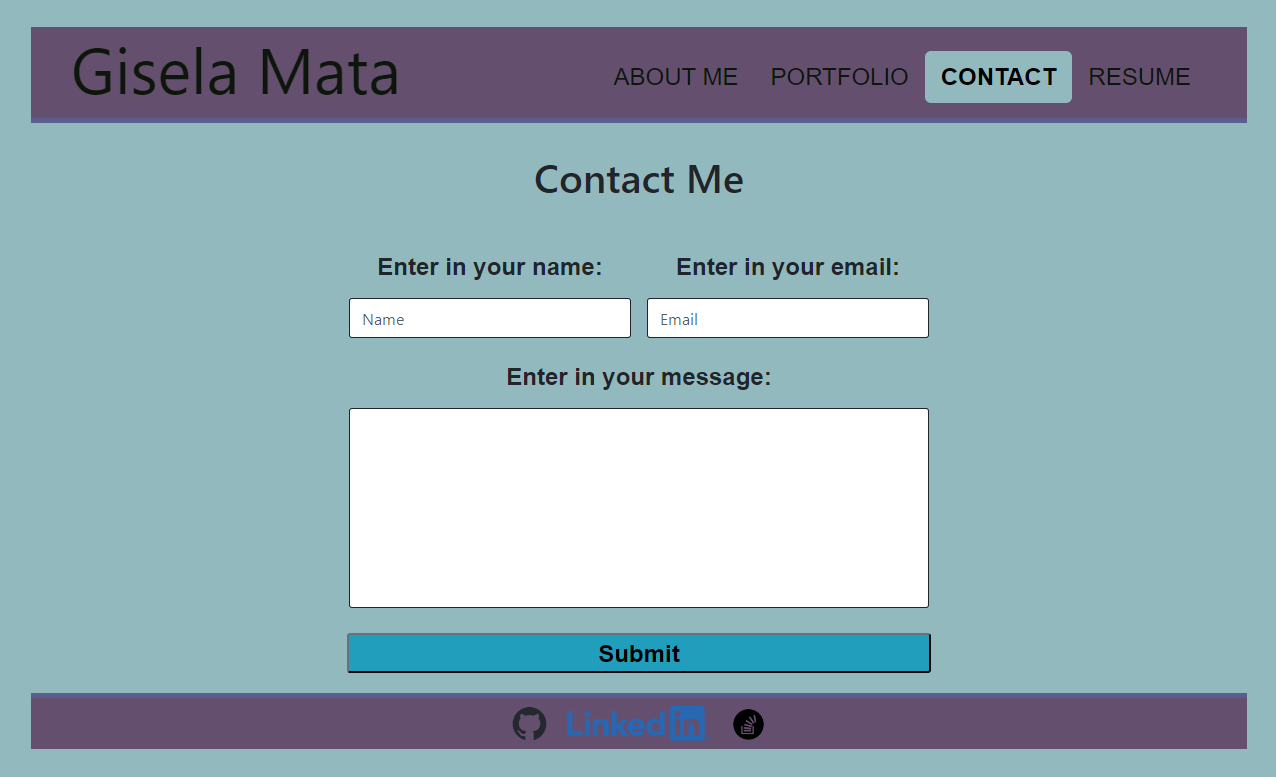 Gisela Mata
ABOUT ME PORTFOLIO CONTACT RESUME
Contact Me
Enter in your name: Enter in your email:
Name Email
Enter in your message:
Submit
LinkedIn